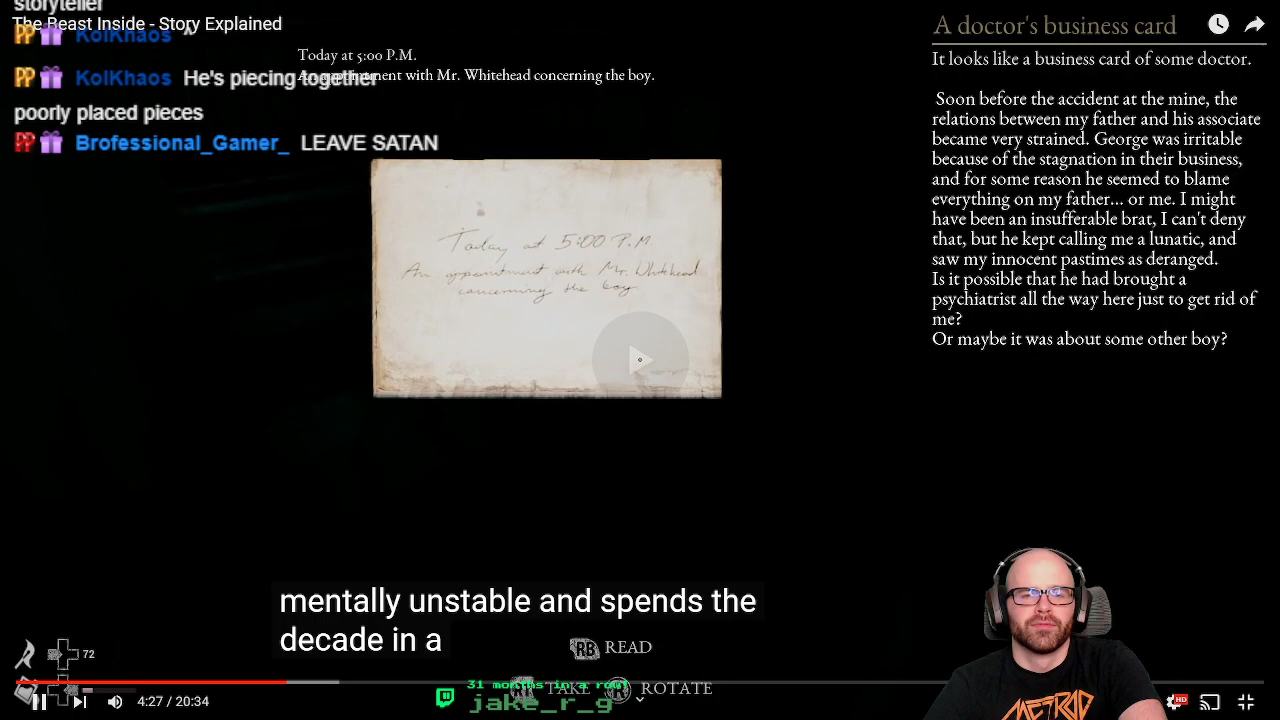 storyteller
The Beast Inside - Story Explained
KolKhaos ^
KolKhaos He's piecing together
poorly placed pieces
Brofessional_Gamer_ LEAVE SATAN
Today at 5:00 P.M.
An appointment with Mr. Whitehead concerning the boy.
Today at 5:00 P.M.
An appointment with Mr. Whitehead
concerning the boy
A doctor's business card
It looks like a business card of some doctor.
Soon before the accident at the mine, the
relations between my father and his associate
became very strained. George was irritable
because of the stagnation in their business,
and for some reason he seemed to blame
everything on my father... or me. I might
have been an insufferable brat, I can't deny
that, but he kept calling me a lunatic, and
saw my innocent pastimes as deranged.
Is it possible that he had brought a
psychiatrist all the way here just to get rid of
me?
Or maybe it was about some other boy?
mentally unstable and spends the
decade in a
RB READ
72
TAKE R ROTATE
31 months in a row!
jake_r_g
4:27 / 20:34
HD
METROID